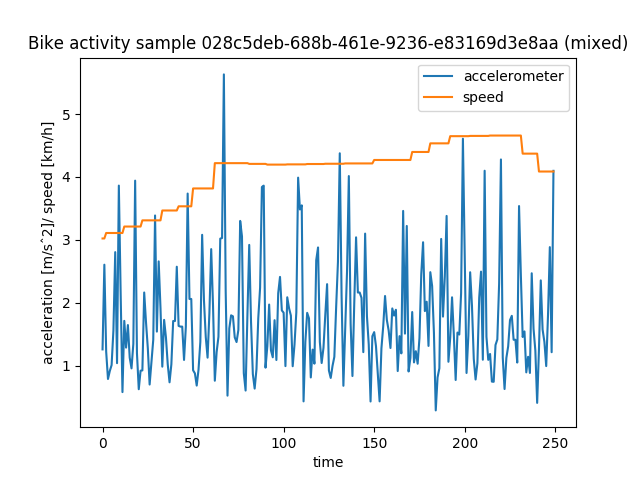 Bike activity sample 028c5deb-688b-461e-9236-e83169d3e8aa (mixed)
accelerometer
speed
acceleration [m/s^2]/ speed [km/h]
5
4
3
2
1
0
50
100
150
200
250
time